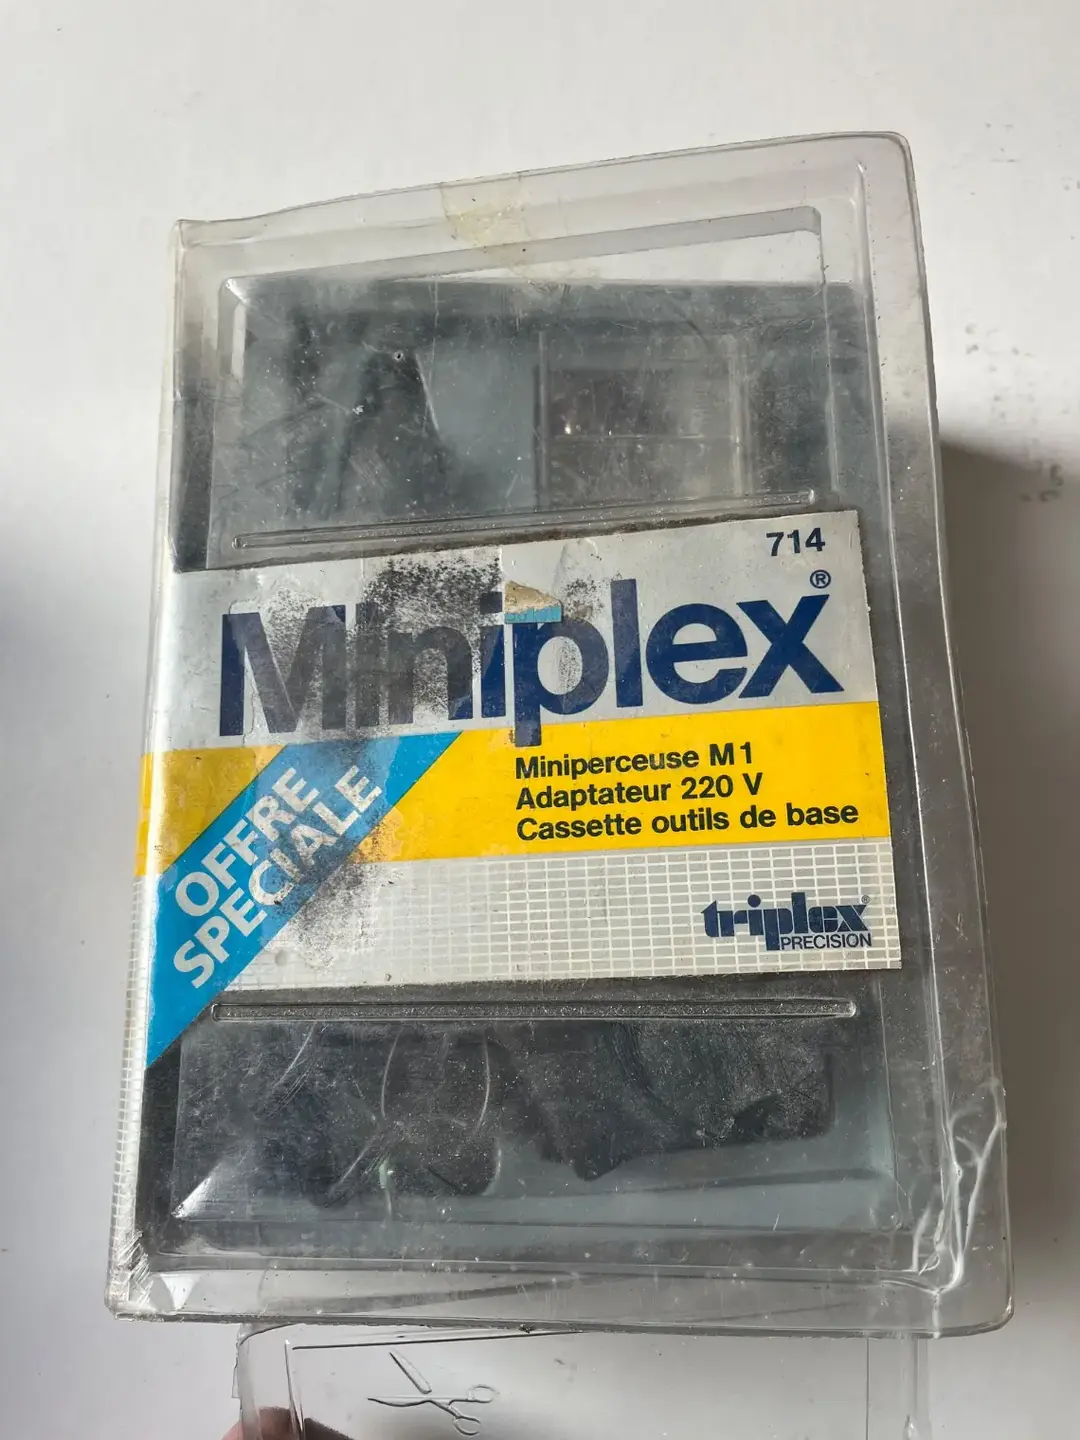 714
Miniplex®
Miniperceuse M1
Adaptateur 220 V
Cassette outils de base
OFFRE
SPECIALE
triplex®
PRECISION